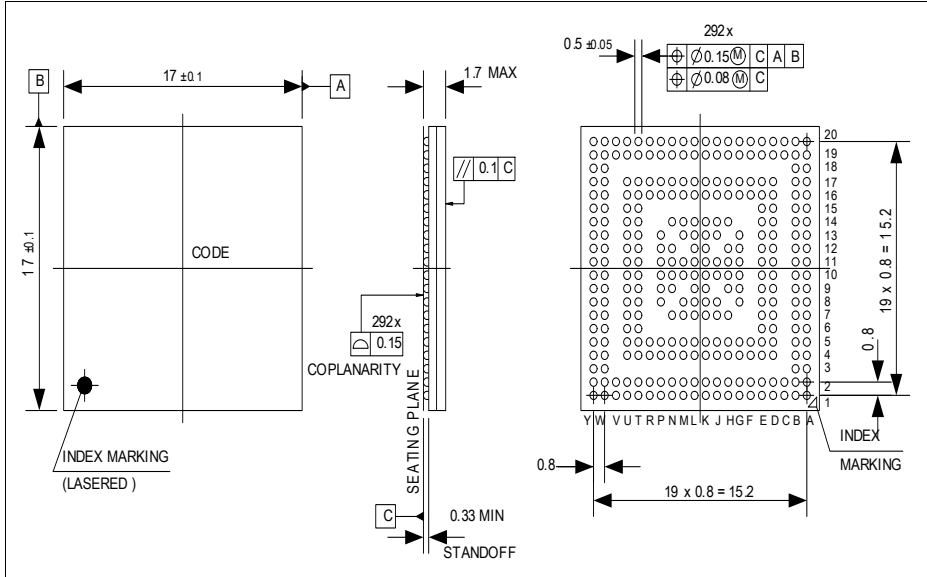 B
17 ±0.1
A
17 ±0.1
CODE
INDEX MARKING
(LASERED )
1.7 MAX
// 0.1 C
292x
⌓ 0.15
COPLANARITY
SEATING PLANE
C
0.33 MIN
STANDOFF
0.5 ±0.05
292x
⌖ ∅ 0.15 Ⓜ C A B
⌖ ∅ 0.08 Ⓜ C
20
19
18
17
16
15
14
13
12
11
10
9
8
7
6
5
4
3
2
1
19 x 0.8 = 15.2
0.8
Y W V U T R P N M L K J H G F E D C B A
INDEX
MARKING
0.8
19 x 0.8 = 15.2